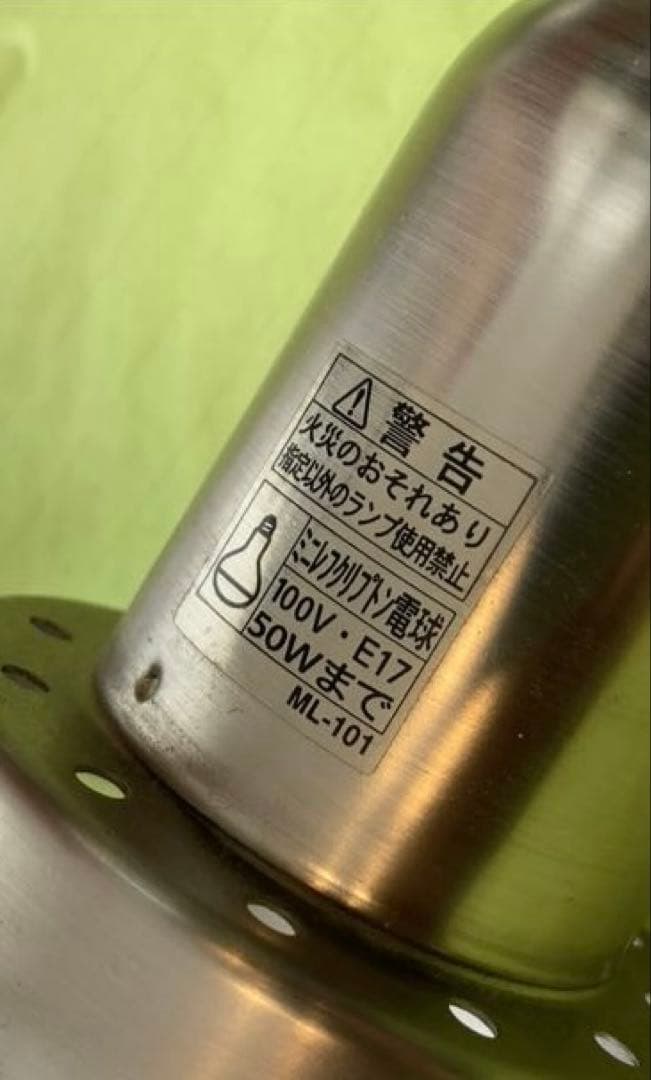 警告
火災のおそれあり
指定以外のランプ使用禁止
ミニレフクリプトン電球
100V・E17
50Wまで
ML-101